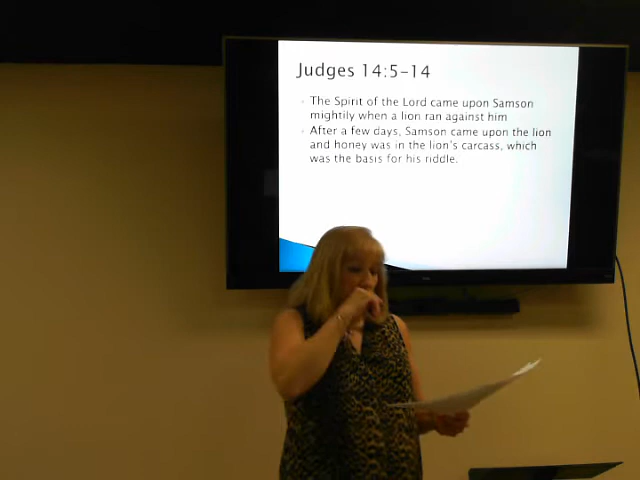 Judges 14:5-14
The Spirit of the Lord came upon Samson
mightily when a lion ran against him
After a few days, Samson came upon the lion
and honey was in the lion's carcass, which
was the basis for his riddle.